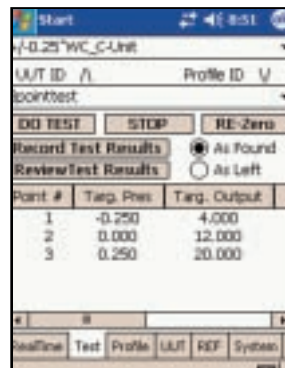 Start 8:51
+/-0.25"WC_C-Unit
UUT ID /\ Profile ID \/
3pointtest
DO TEST STOP RE-Zero
Record Test Results As Found
ReviewTest Results As Left
Point # Targ. Pres Targ. Output
1 -0.250 4.000
2 0.000 12.000
3 0.250 20.000
RealTime Test Profile UUT REF System